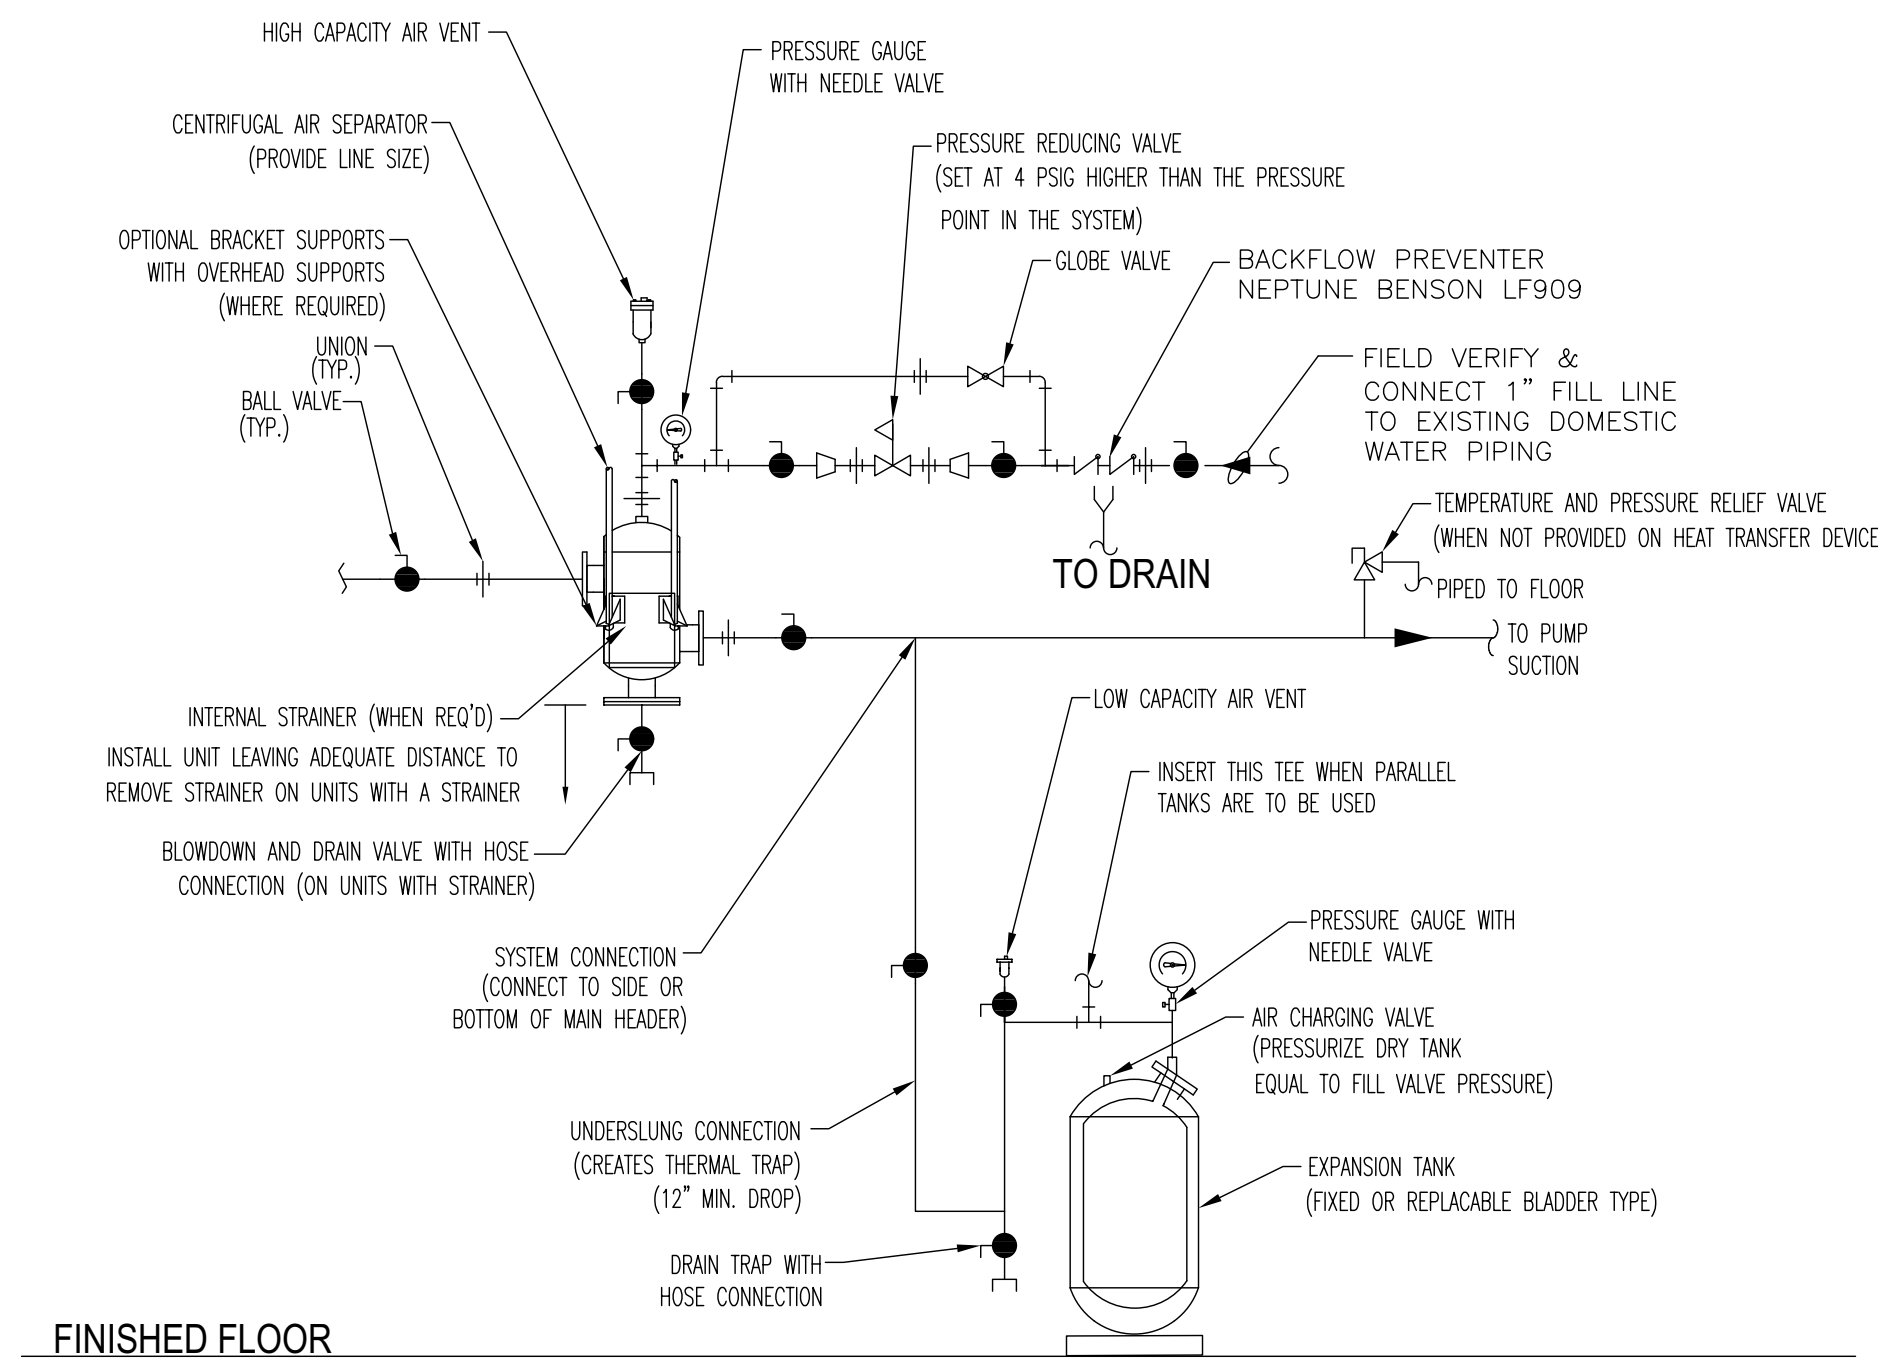 HIGH CAPACITY AIR VENT
PRESSURE GAUGE
WITH NEEDLE VALVE
CENTRIFUGAL AIR SEPARATOR
(PROVIDE LINE SIZE)
PRESSURE REDUCING VALVE
(SET AT 4 PSIG HIGHER THAN THE PRESSURE
POINT IN THE SYSTEM)
OPTIONAL BRACKET SUPPORTS
WITH OVERHEAD SUPPORTS
(WHERE REQUIRED)
GLOBE VALVE
BACKFLOW PREVENTER
NEPTUNE BENSON LF909
UNION
(TYP.)
BALL VALVE
(TYP.)
FIELD VERIFY &
CONNECT 1" FILL LINE
TO EXISTING DOMESTIC
WATER PIPING
TEMPERATURE AND PRESSURE RELIEF VALVE
(WHEN NOT PROVIDED ON HEAT TRANSFER DEVICE
TO DRAIN
PIPED TO FLOOR
TO PUMP
SUCTION
INTERNAL STRAINER (WHEN REQ'D)
INSTALL UNIT LEAVING ADEQUATE DISTANCE TO
REMOVE STRAINER ON UNITS WITH A STRAINER
LOW CAPACITY AIR VENT
INSERT THIS TEE WHEN PARALLEL
TANKS ARE TO BE USED
BLOWDOWN AND DRAIN VALVE WITH HOSE
CONNECTION (ON UNITS WITH STRAINER)
SYSTEM CONNECTION
(CONNECT TO SIDE OR
BOTTOM OF MAIN HEADER)
PRESSURE GAUGE WITH
NEEDLE VALVE
AIR CHARGING VALVE
(PRESSURIZE DRY TANK
EQUAL TO FILL VALVE PRESSURE)
UNDERSLUNG CONNECTION
(CREATES THERMAL TRAP)
(12" MIN. DROP)
EXPANSION TANK
(FIXED OR REPLACABLE BLADDER TYPE)
DRAIN TRAP WITH
HOSE CONNECTION
FINISHED FLOOR